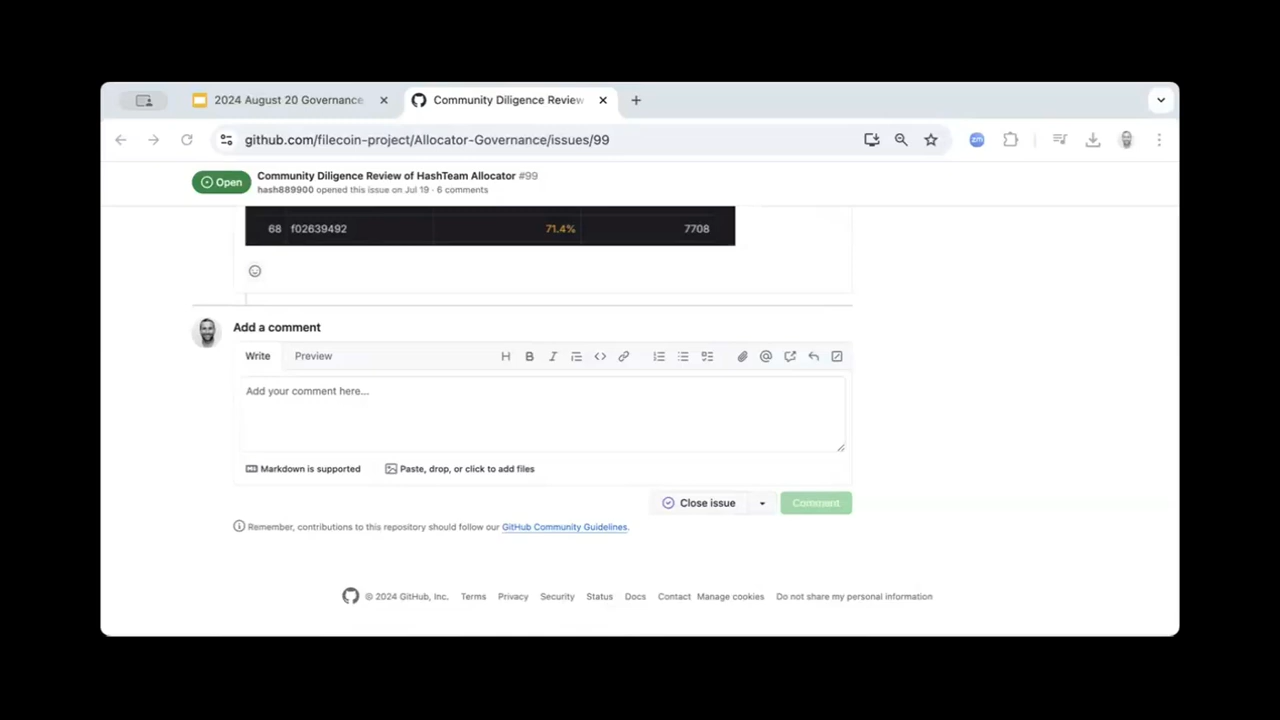 2024 August 20 Governance
Community Diligence Review
github.com/filecoin-project/Allocator-Governance/issues/99
zm
Open
Community Diligence Review of HashTeam Allocator #99
hash889900 opened this issue on Jul 19 · 6 comments
68 f02639492 71.4% 7708
Add a comment
Write Preview
Add your comment here...
Markdown is supported
Paste, drop, or click to add files
Close issue
Comment
Remember, contributions to this repository should follow our GitHub Community Guidelines.
© 2024 GitHub, Inc. Terms Privacy Security Status Docs Contact Manage cookies Do not share my personal information